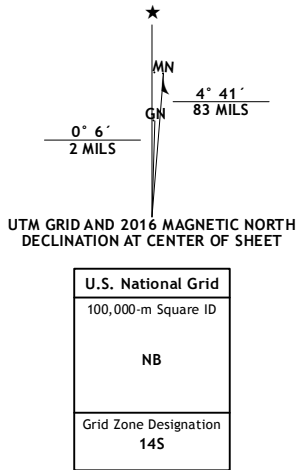 ★
MN
GN
4° 41´
83 MILS
0° 6´
2 MILS
UTM GRID AND 2016 MAGNETIC NORTH
DECLINATION AT CENTER OF SHEET
U.S. National Grid
100,000-m Square ID
NB
Grid Zone Designation
14S